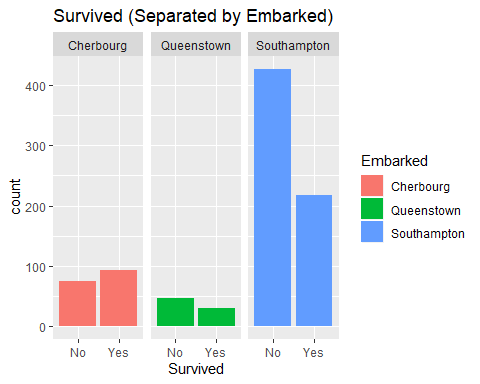 Survived (Separated by Embarked)
Cherbourg Queenstown Southampton
400
300
200
100
0
count
No Yes No Yes No Yes
Survived
Embarked
Cherbourg
Queenstown
Southampton